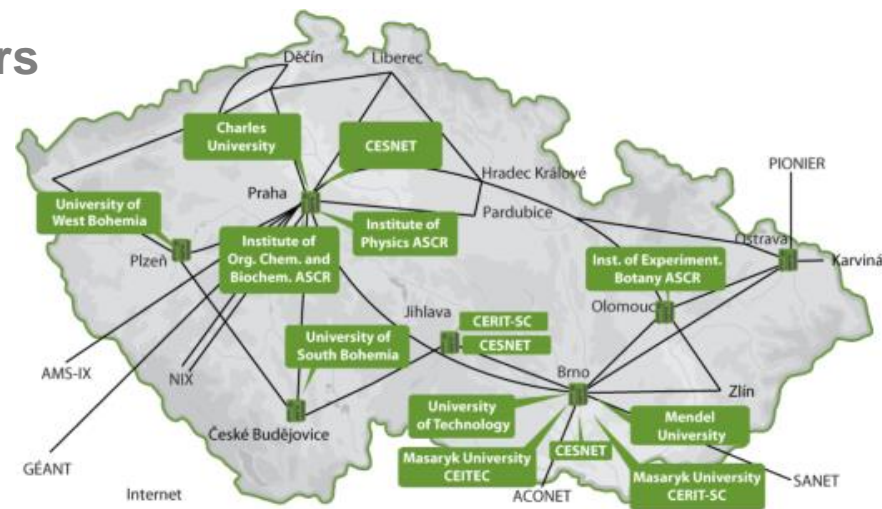 rs
Děčín
Liberec
Charles
University
CESNET
PIONIER
Hradec Králové
Praha
University of
West Bohemia
Pardubice
Institute of
Physics ASCR
Institute of
Org. Chem. and
Biochem. ASCR
Ostrava
Plzeň
Inst. of Experiment.
Botany ASCR
Karviná
Olomouc
Jihlava
CERIT-SC
CESNET
University of
South Bohemia
AMS-IX
NIX
Brno
Zlín
University
of Technology
Mendel
University
České Budějovice
CESNET
Masaryk University
CEITEC
Masaryk University
CERIT-SC
GÉANT
SANET
Internet
ACONET